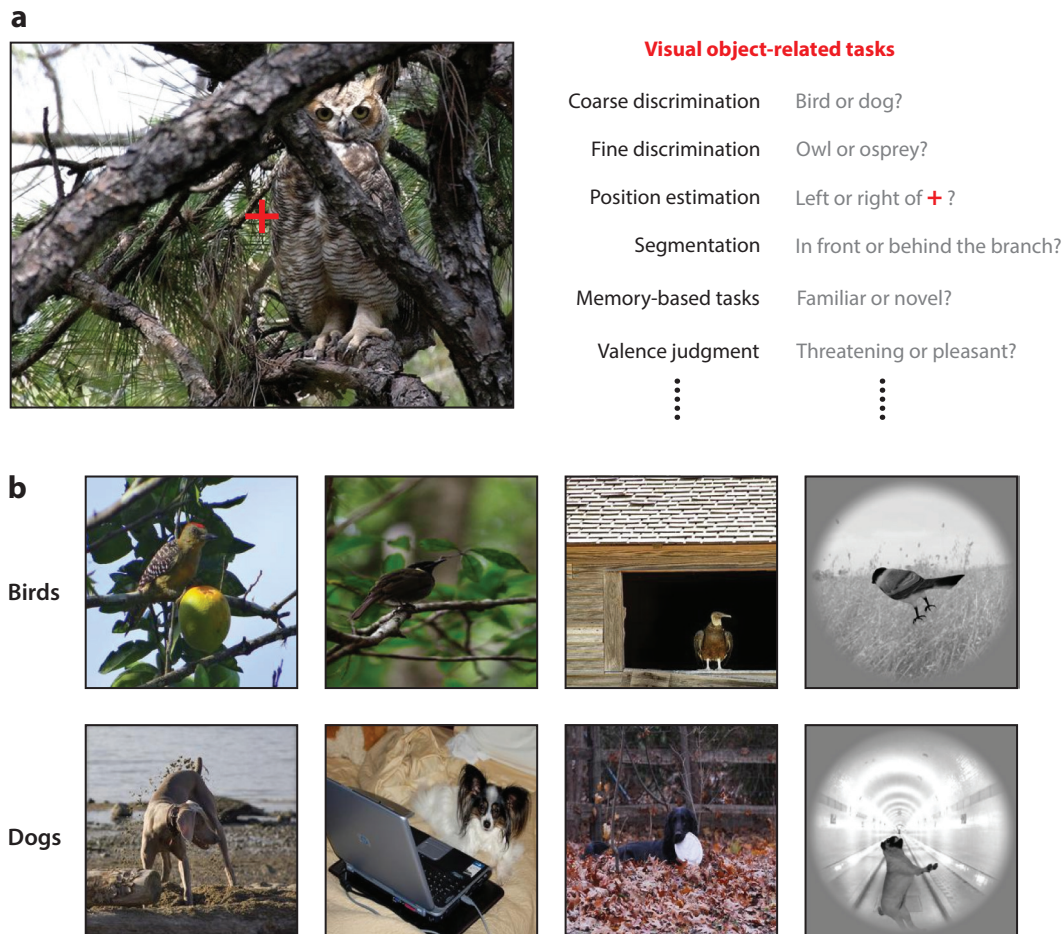 a
Visual object-related tasks
Coarse discrimination Bird or dog?
Fine discrimination Owl or osprey?
Position estimation Left or right of + ?
Segmentation In front or behind the branch?
Memory-based tasks Familiar or novel?
Valence judgment Threatening or pleasant?
b
Birds
Dogs